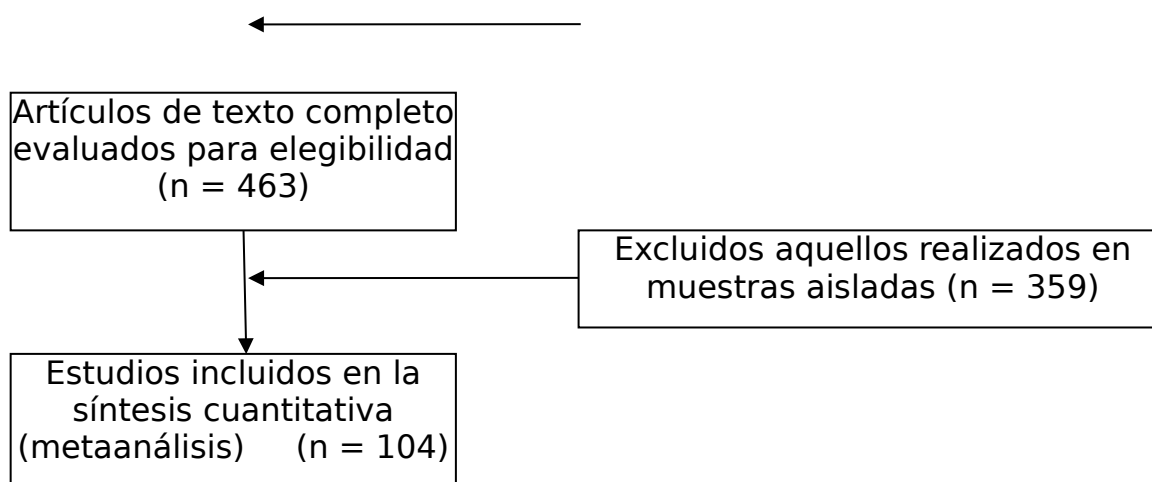 Artículos de texto completo
evaluados para elegibilidad
(n = 463)
Excluidos aquellos realizados en
muestras aisladas (n = 359)
Estudios incluidos en la
síntesis cuantitativa
(metaanálisis) (n = 104)